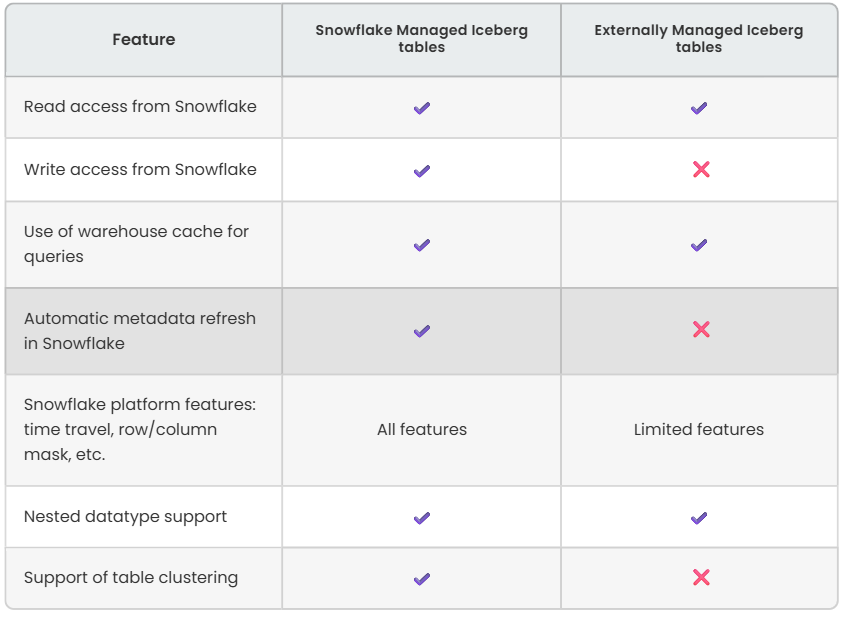 Feature
Snowflake Managed Iceberg
tables
Externally Managed Iceberg
tables
Read access from Snowflake
Write access from Snowflake
Use of warehouse cache for
queries
Automatic metadata refresh
in Snowflake
Snowflake platform features:
time travel, row/column
mask, etc.
All features
Limited features
Nested datatype support
Support of table clustering